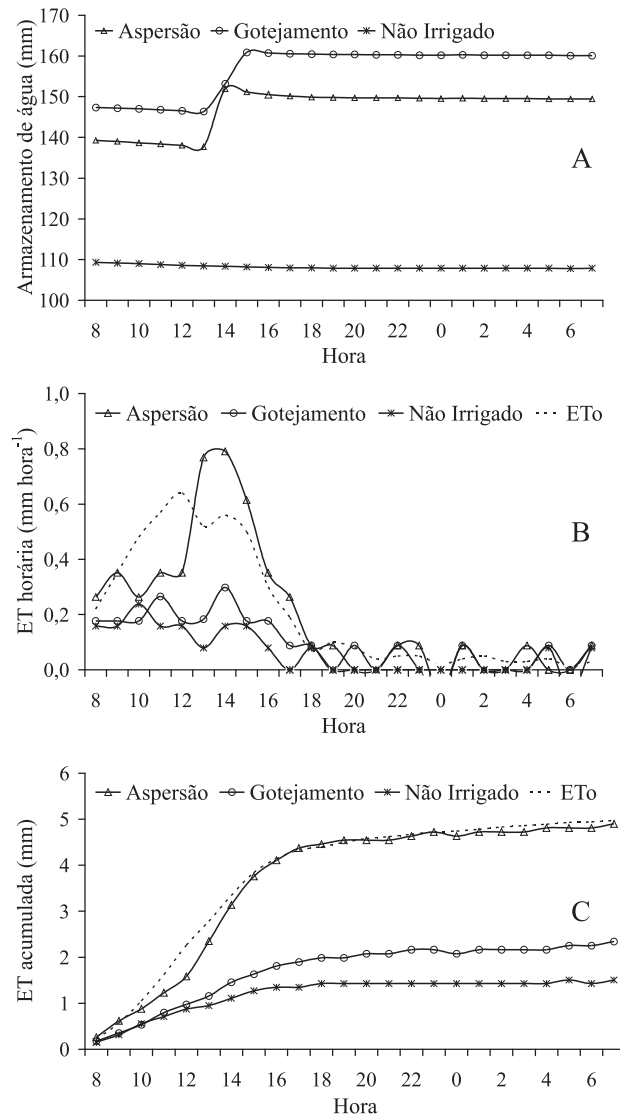 Aspersão Gotejamento Não Irrigado
Armazenamento de água (mm)
170
160
150
140
130
120
110
100
A
8 10 12 14 16 18 20 22 0 2 4 6
Hora
Aspersão Gotejamento Não Irrigado ETo
ET horária (mm hora-1)
1,0
0,8
0,6
0,4
0,2
0,0
B
8 10 12 14 16 18 20 22 0 2 4 6
Hora
Aspersão Gotejamento Não Irrigado ETo
ET acumulada (mm)
6
5
4
3
2
1
0
C
8 10 12 14 16 18 20 22 0 2 4 6
Hora